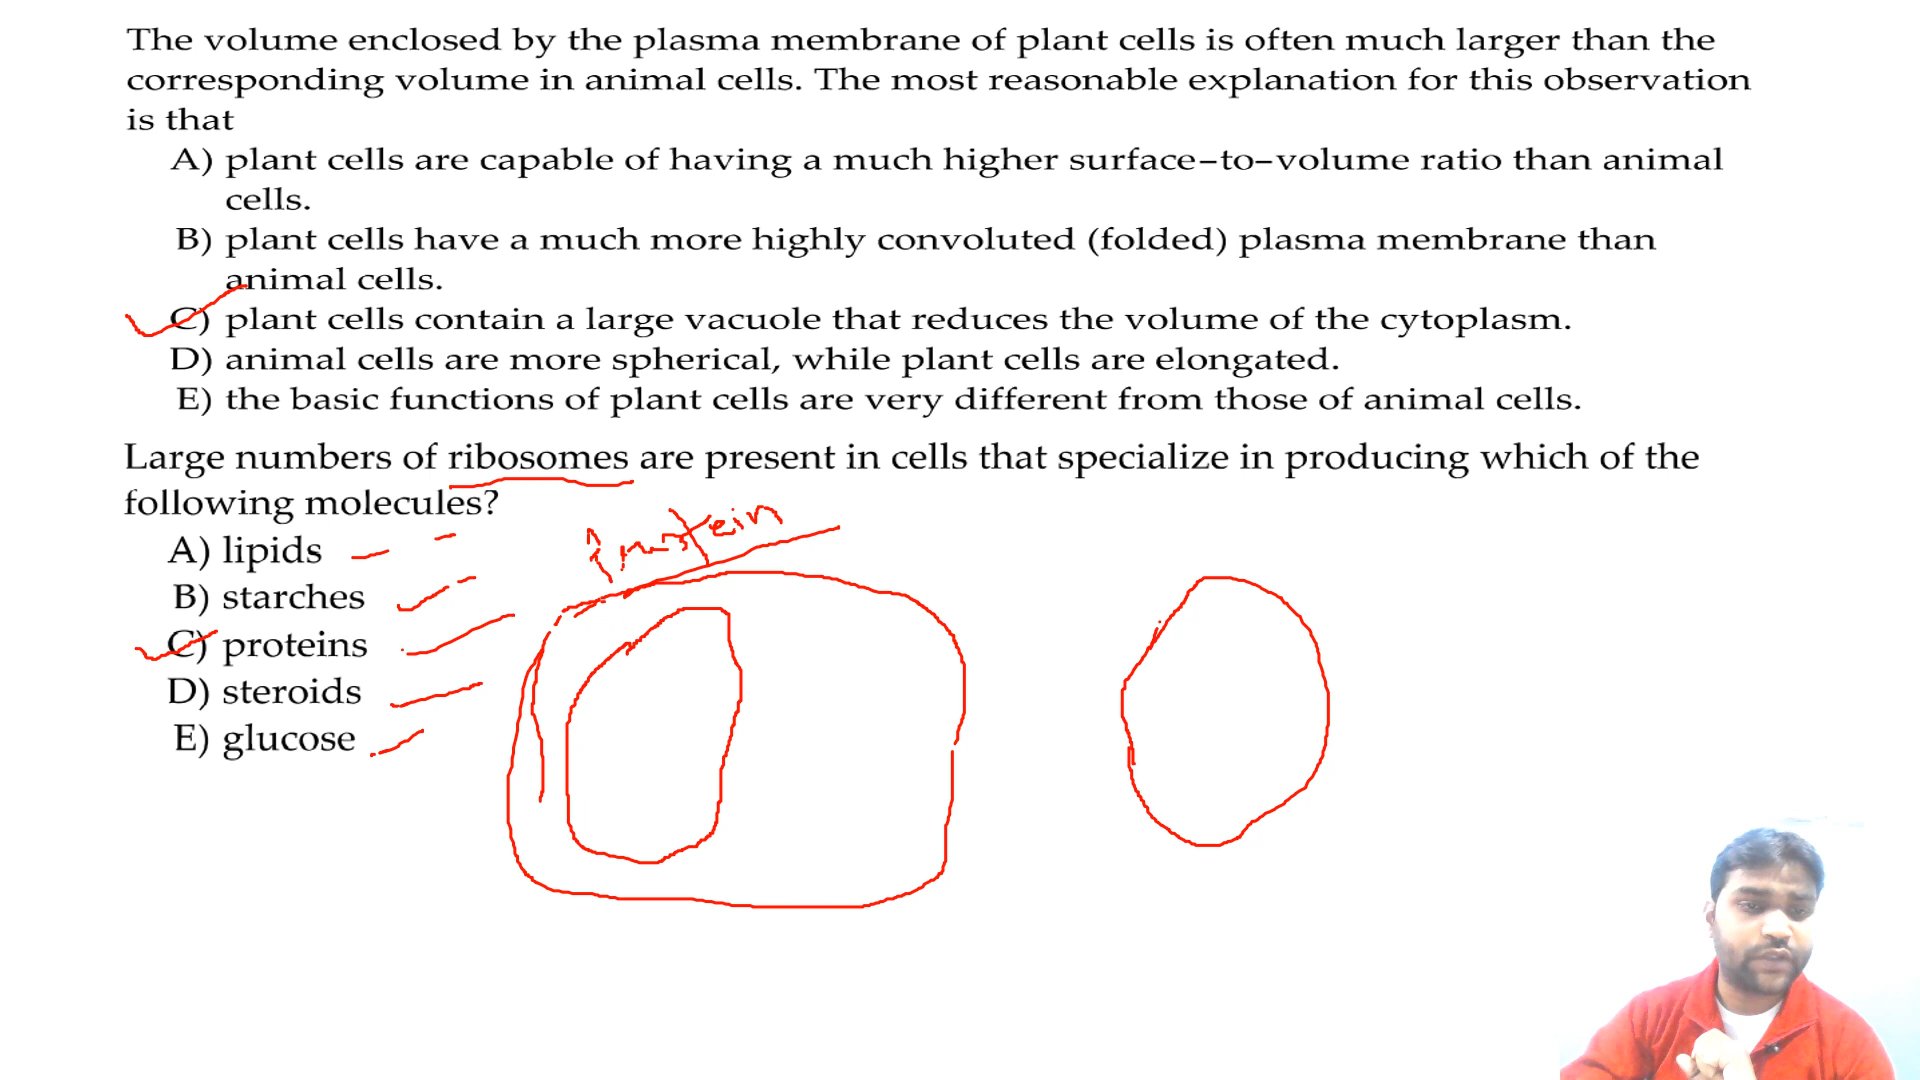 The volume enclosed by the plasma membrane of plant cells is often much larger than the
corresponding volume in animal cells. The most reasonable explanation for this observation
is that
A) plant cells are capable of having a much higher surface-to-volume ratio than animal
cells.
B) plant cells have a much more highly convoluted (folded) plasma membrane than
animal cells.
C) plant cells contain a large vacuole that reduces the volume of the cytoplasm.
D) animal cells are more spherical, while plant cells are elongated.
E) the basic functions of plant cells are very different from those of animal cells.
Large numbers of ribosomes are present in cells that specialize in producing which of the
following molecules?
Protein
A) lipids
B) starches
C) proteins
D) steroids
E) glucose